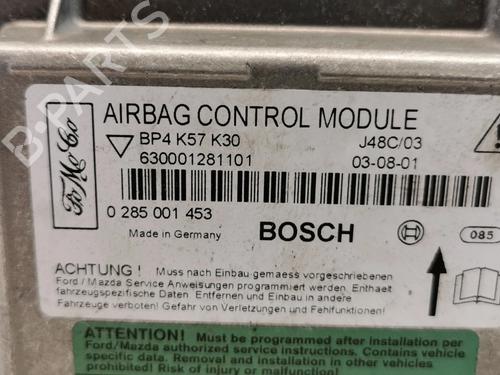 B-PARTS
FoMoCo
AIRBAG CONTROL MODULE
BP4 K57 K30
J48C/03
630001281101
03-08-01
0 285 001 453
Made in Germany
BOSCH
085
ACHTUNG ! Muss nach Einbau gemaess vorgeschriebenen
Ford / Mazda Service Anweisungen programmiert werden. Enthaelt
fahrzeugspezifische Daten. Entfernen und Einbau in andere
Fahrzeuge verboten! Gefahr von Verletzungen und Fehlfunktionen!
ATTENTION! Must be programmed after installation per
Ford/Mazda authorized service instructions. Contains vehicle
specific data. Removal and installation in other vehicles
prohibited! Risk of injury or malfunction!